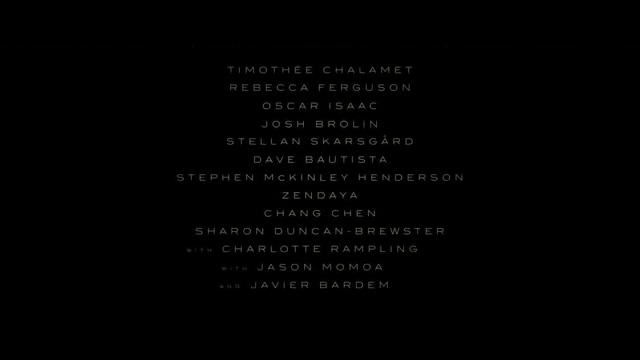 TIMOTHÉE CHALAMET
REBECCA FERGUSON
OSCAR ISAAC
JOSH BROLIN
STELLAN SKARSGÅRD
DAVE BAUTISTA
STEPHEN McKINLEY HENDERSON
ZENDAYA
CHANG CHEN
SHARON DUNCAN-BREWSTER
WITH CHARLOTTE RAMPLING
WITH JASON MOMOA
AND JAVIER BARDEM